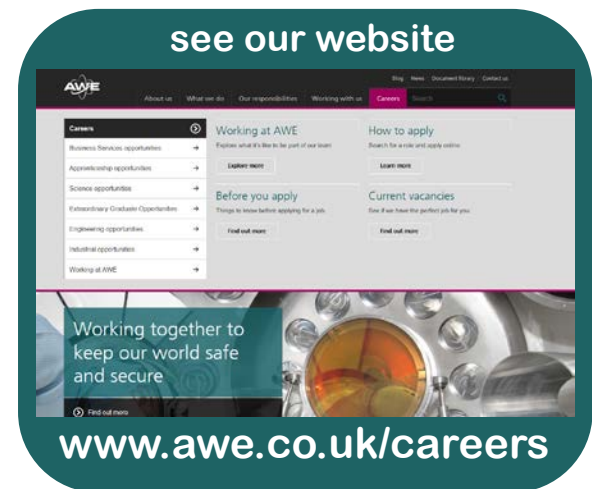 see our website
AWE
Blog News Document library Contact us
About us What we do Our responsibilities Working with us Careers Search
Careers
Business Services opportunities
Apprenticeship opportunities
Science opportunities
Extraordinary Graduate Opportunities
Engineering opportunities
Industrial opportunities
Working at AWE
Working at AWE
Explore what it's like to be part of our team
Explore more
How to apply
Search for a role and apply online
Learn more
Before you apply
Things to know before applying for a job
Find out more
Current vacancies
See if we have the perfect job for you
Find out more
Working together to
keep our world safe
and secure
Find out more
www.awe.co.uk/careers